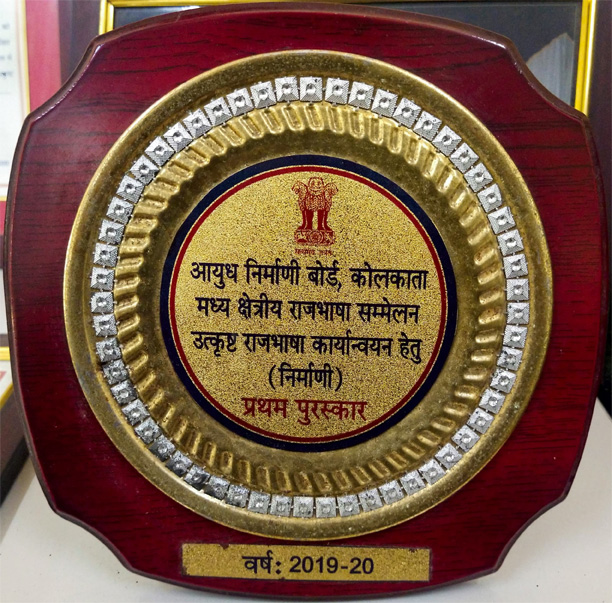 आयुध निर्माणी बोर्ड, कोलकाता
मध्य क्षेत्रीय राजभाषा सम्मेलन
उत्कृष्ट राजभाषा कार्यान्वयन हेतु
(निर्माणी)
प्रथम पुरस्कार
वर्ष: 2019-20